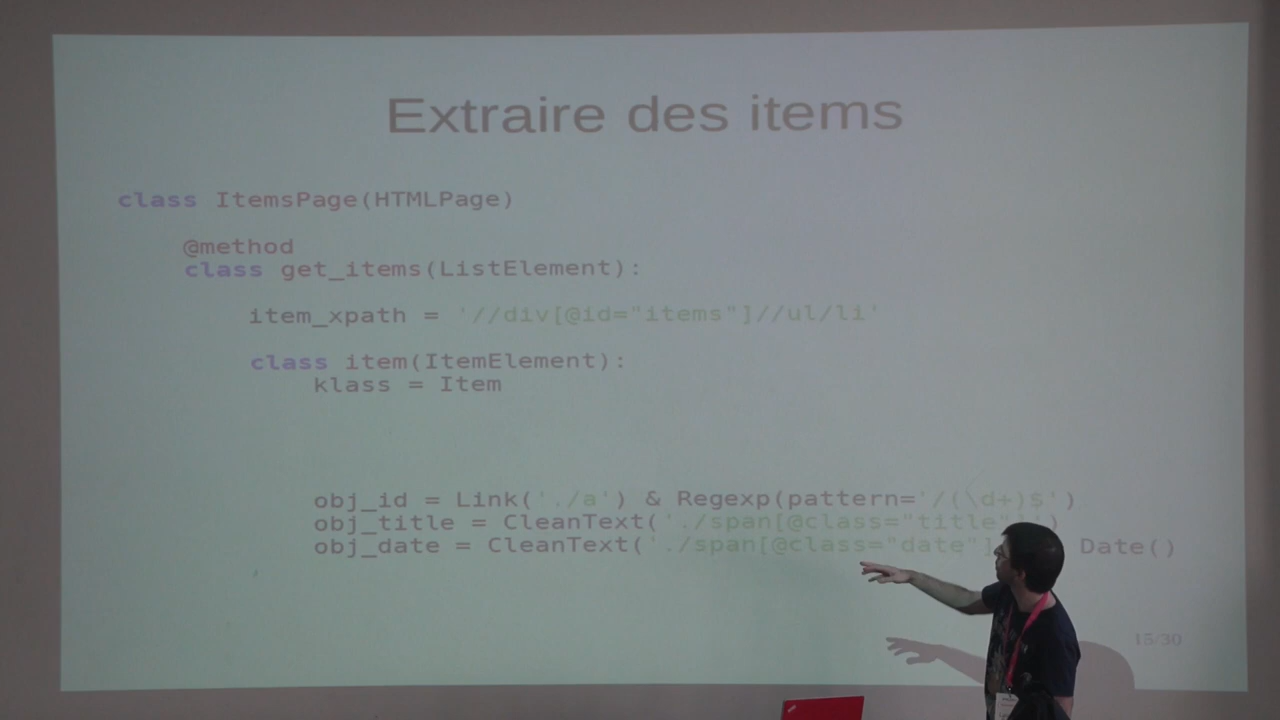 Extraire des items
class ItemsPage(HTMLPage)
@method
class get_items(ListElement):
item_xpath = '//div[@id="items"]//ul/li'
class item(ItemElement):
klass = Item
obj_id = Link('./a') & Regexp(pattern='/(\d+)$')
obj_title = CleanText('./span[@class="title"]')
obj_date = CleanText('./span[@class="date"] Date()
15/30